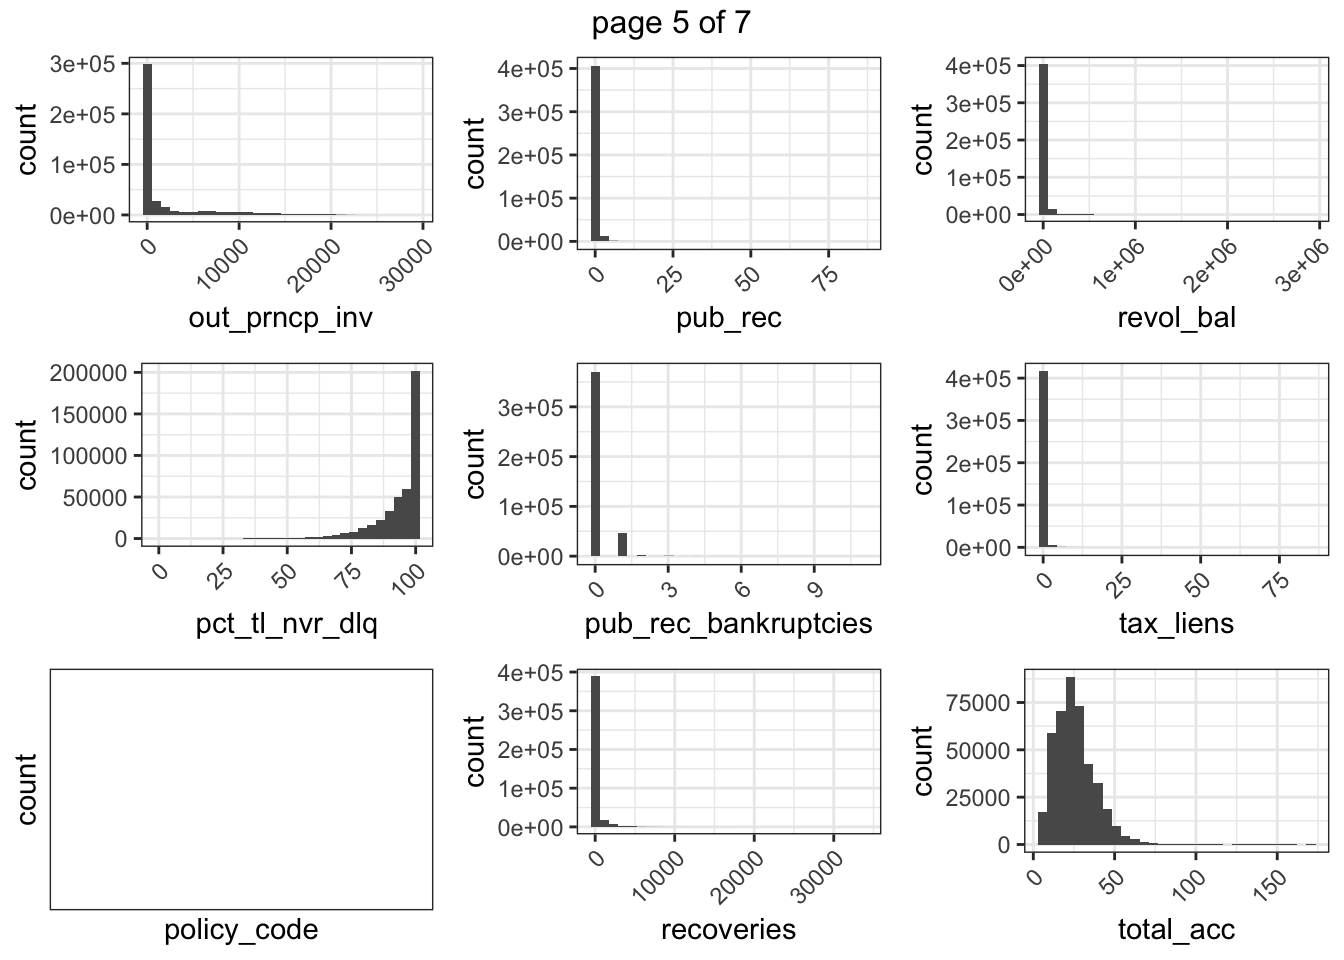 page 5 of 7
count
3e+05
2e+05
1e+05
0e+00
0
10000
20000
30000
out_prncp_inv
count
4e+05
3e+05
2e+05
1e+05
0e+00
0
25
50
75
pub_rec
count
4e+05
3e+05
2e+05
1e+05
0e+00
0e+00
1e+06
2e+06
3e+06
revol_bal
count
200000
150000
100000
50000
0
0
25
50
75
100
pct_tl_nvr_dlq
count
3e+05
2e+05
1e+05
0e+00
0
3
6
9
pub_rec_bankruptcies
count
4e+05
3e+05
2e+05
1e+05
0e+00
0
25
50
75
tax_liens
count
policy_code
count
4e+05
3e+05
2e+05
1e+05
0e+00
0
10000
20000
30000
recoveries
count
75000
50000
25000
0
0
50
100
150
total_acc